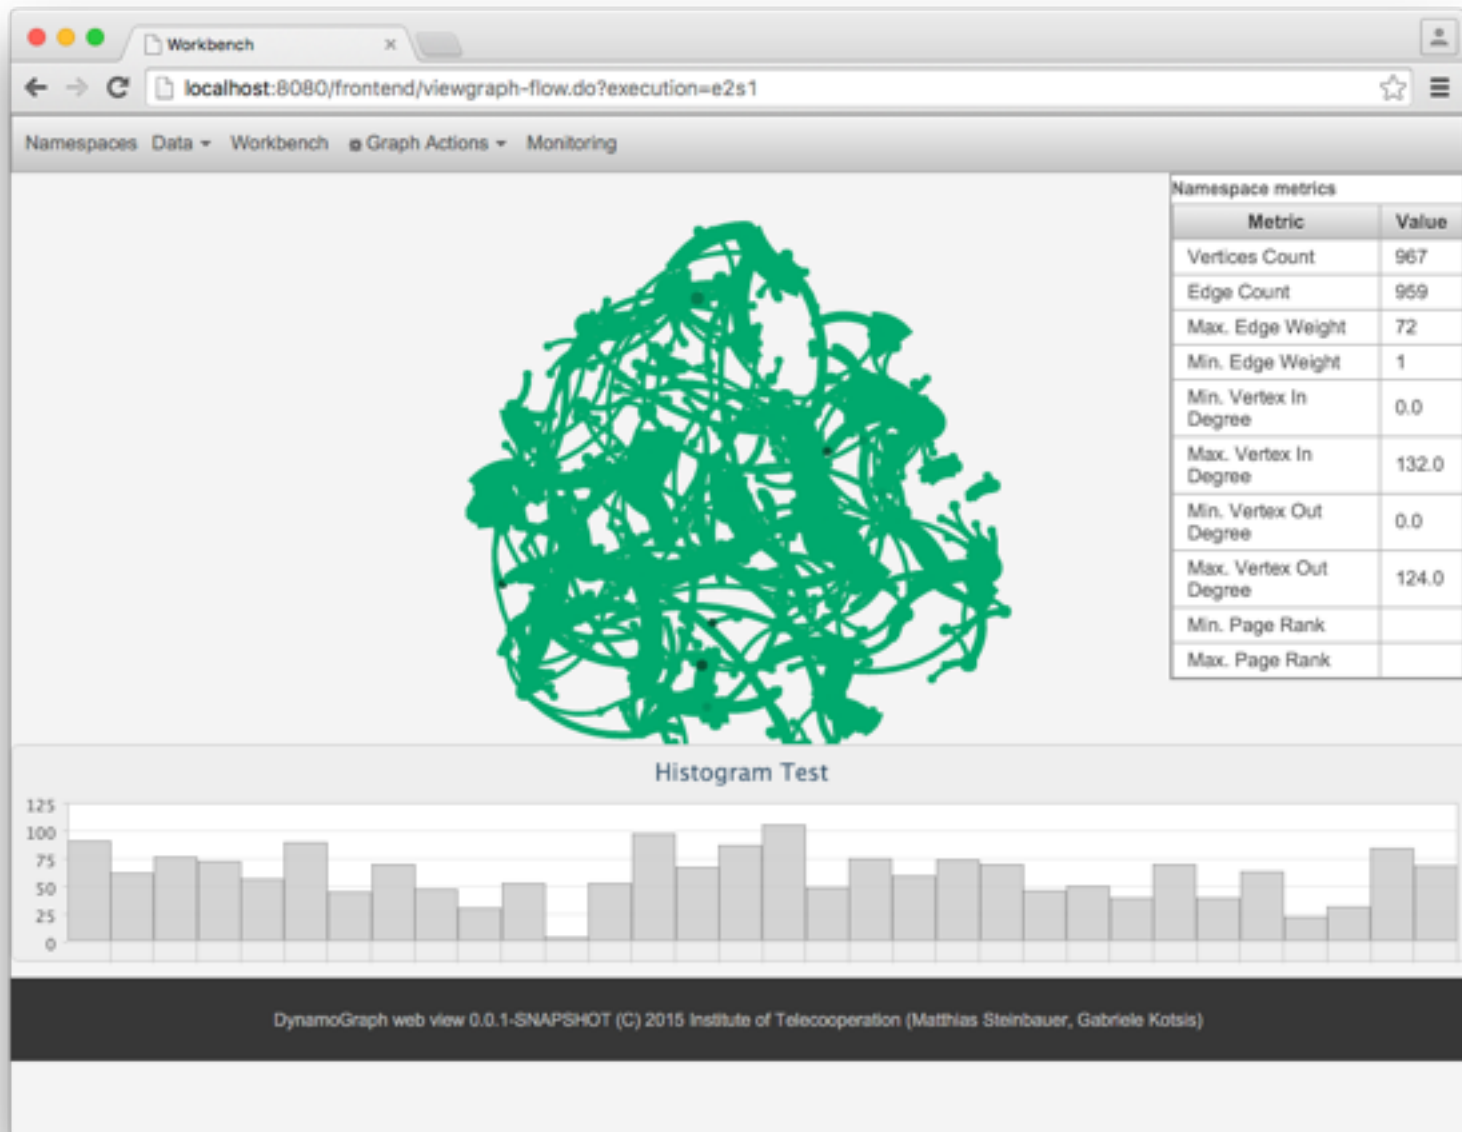 Workbench
localhost:8080/frontend/viewgraph-flow.do?execution=e2s1
Namespaces Data Workbench Graph Actions Monitoring
Namespace metrics
Metric Value
Vertices Count 967
Edge Count 959
Max. Edge Weight 72
Min. Edge Weight 1
Min. Vertex In
Degree 0.0
Max. Vertex In
Degree 132.0
Min. Vertex Out
Degree 0.0
Max. Vertex Out
Degree 124.0
Min. Page Rank
Max. Page Rank
Histogram Test
125
100
75
50
25
0
DynamoGraph web view 0.0.1-SNAPSHOT (C) 2015 Institute of Telecooperation (Matthias Steinbauer, Gabriele Kotsis)